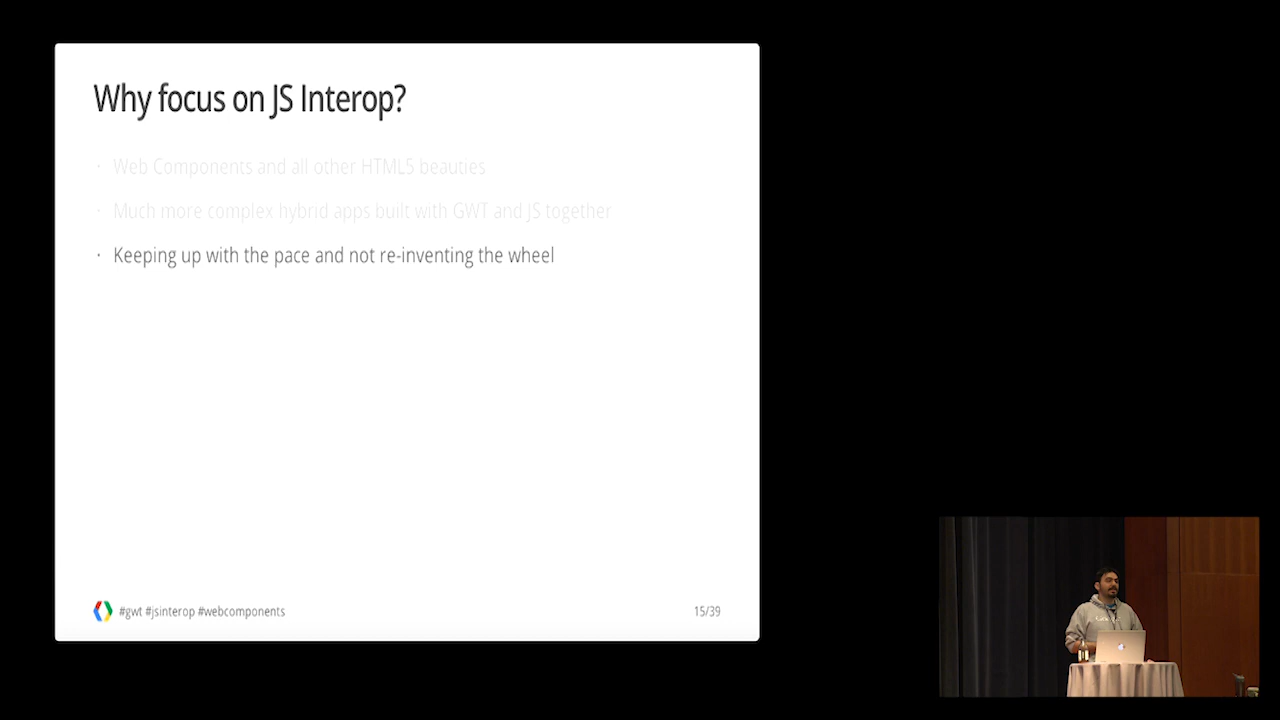 Why focus on JS Interop?
· Web Components and all other HTML5 beauties
· Much more complex hybrid apps built with GWT and JS together
· Keeping up with the pace and not re-inventing the wheel
#gwt #jsinterop #webcomponents
15/39